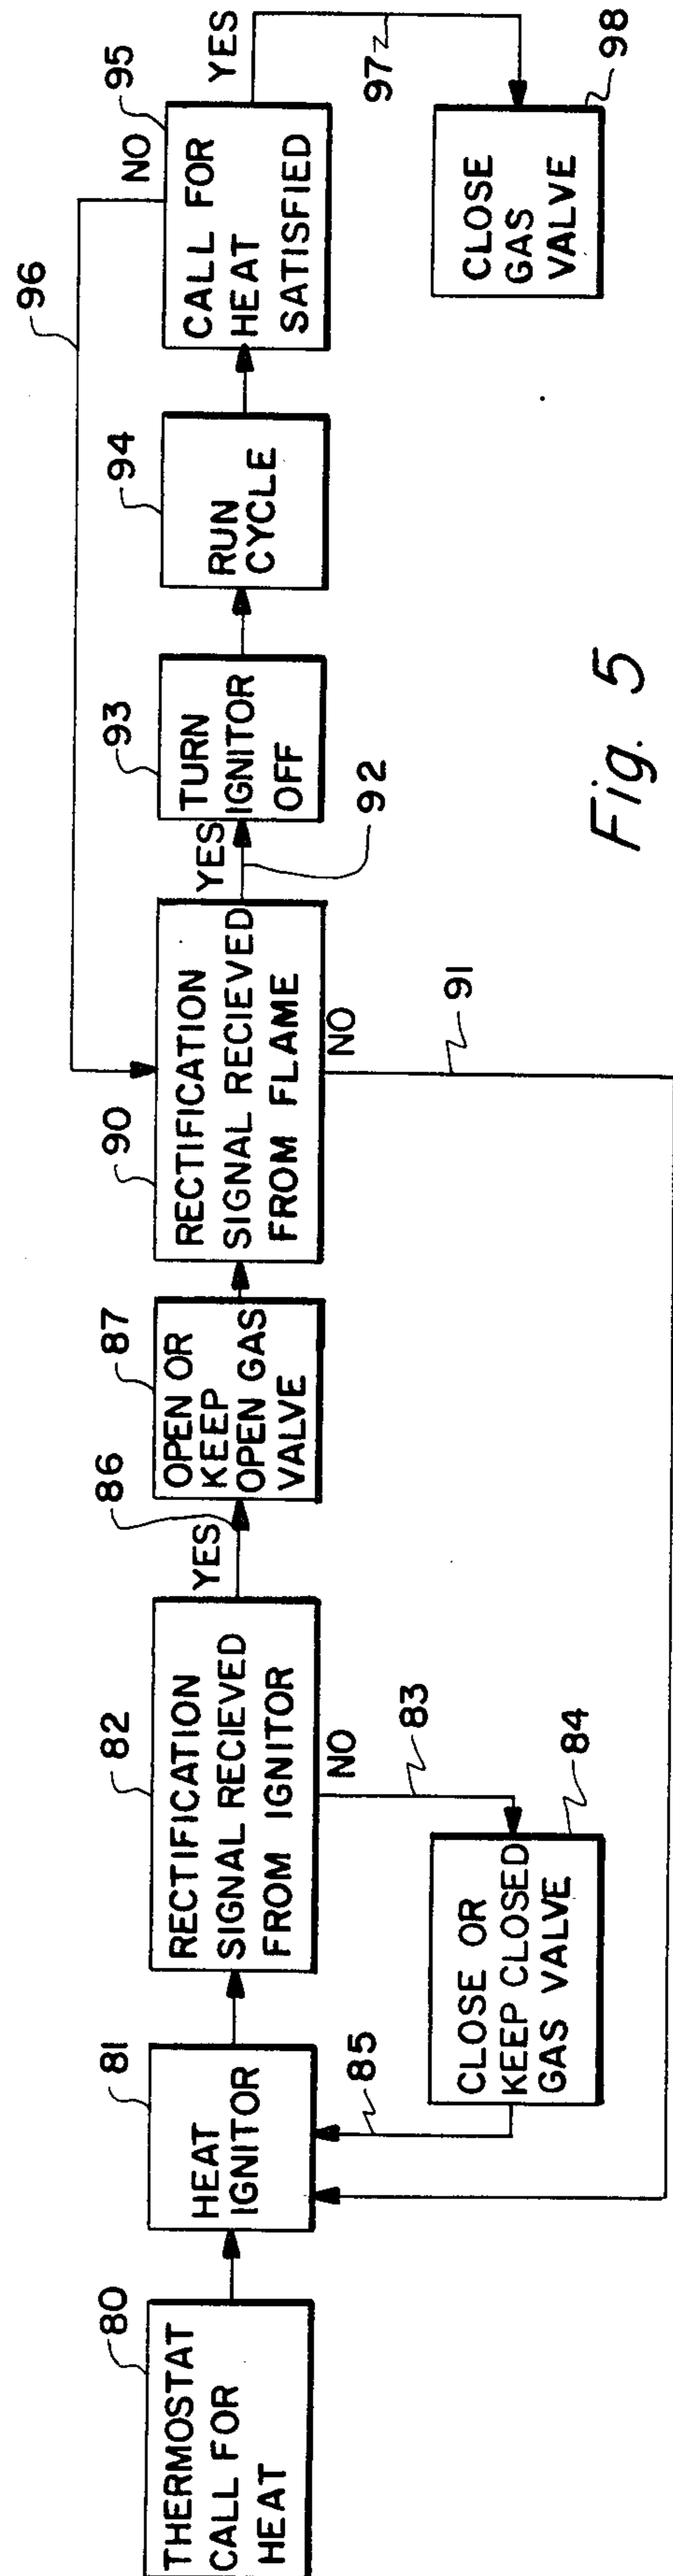 80
THERMOSTAT
CALL FOR
HEAT
81
HEAT
IGNITOR
82
RECTIFICATION
SIGNAL RECIEVED
FROM IGNITOR
NO
83
84
CLOSE OR
KEEP CLOSED
GAS VALVE
85
YES
86
87
OPEN OR
KEEP
OPEN GAS
VALVE
90
RECTIFICATION
SIGNAL RECIEVED
FROM FLAME
NO
91
YES
92
93
TURN
IGNITOR
OFF
94
RUN
CYCLE
95
CALL FOR
HEAT
SATISFIED
NO
96
YES
97
98
CLOSE
GAS
VALVE
Fig. 5